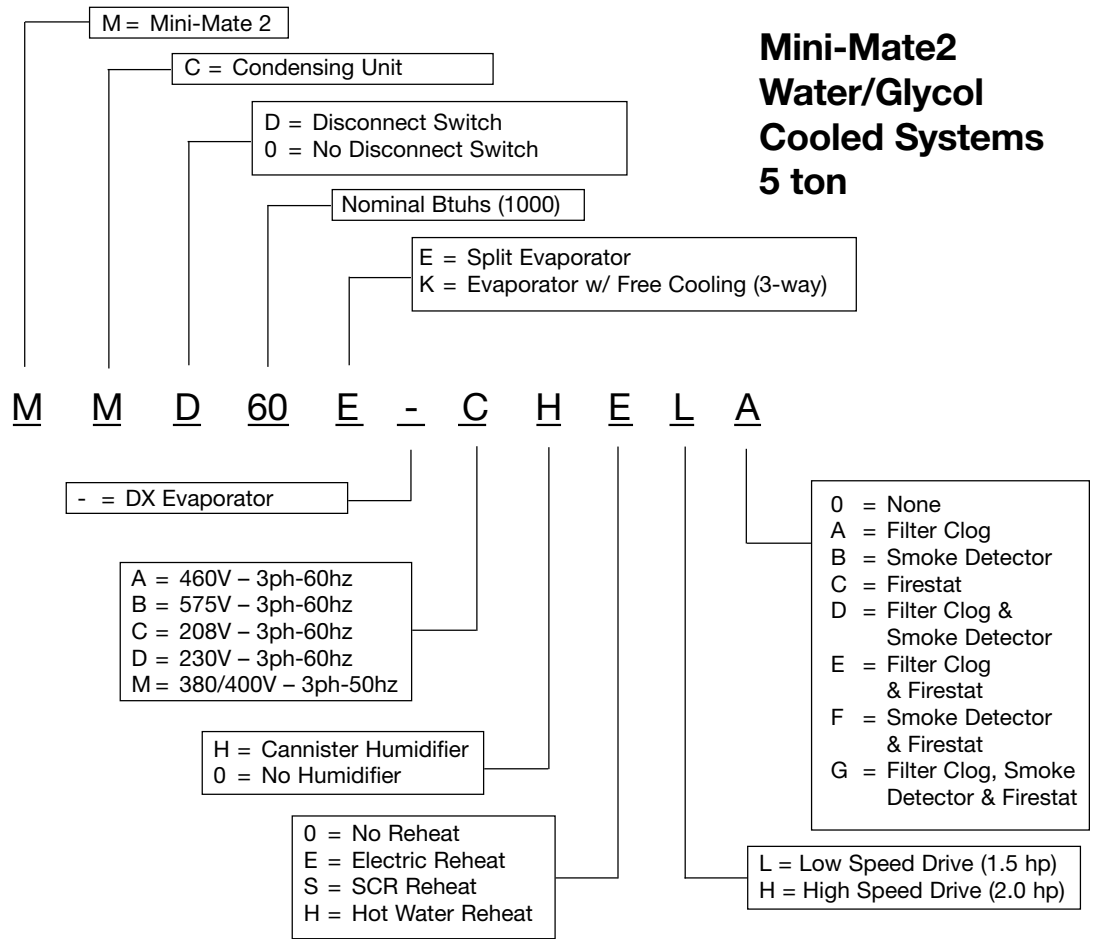 M = Mini-Mate 2
C = Condensing Unit
D = Disconnect Switch
0 = No Disconnect Switch
Nominal Btuhs (1000)
E = Split Evaporator
K = Evaporator w/ Free Cooling (3-way)
Mini-Mate2
Water/Glycol
Cooled Systems
5 ton
M M D 60 E - C H E L A
- = DX Evaporator
A = 460V – 3ph-60hz
B = 575V – 3ph-60hz
C = 208V – 3ph-60hz
D = 230V – 3ph-60hz
M = 380/400V – 3ph-50hz
H = Cannister Humidifier
0 = No Humidifier
0 = No Reheat
E = Electric Reheat
S = SCR Reheat
H = Hot Water Reheat
0 = None
A = Filter Clog
B = Smoke Detector
C = Firestat
D = Filter Clog &
Smoke Detector
E = Filter Clog
& Firestat
F = Smoke Detector
& Firestat
G = Filter Clog, Smoke
Detector & Firestat
L = Low Speed Drive (1.5 hp)
H = High Speed Drive (2.0 hp)